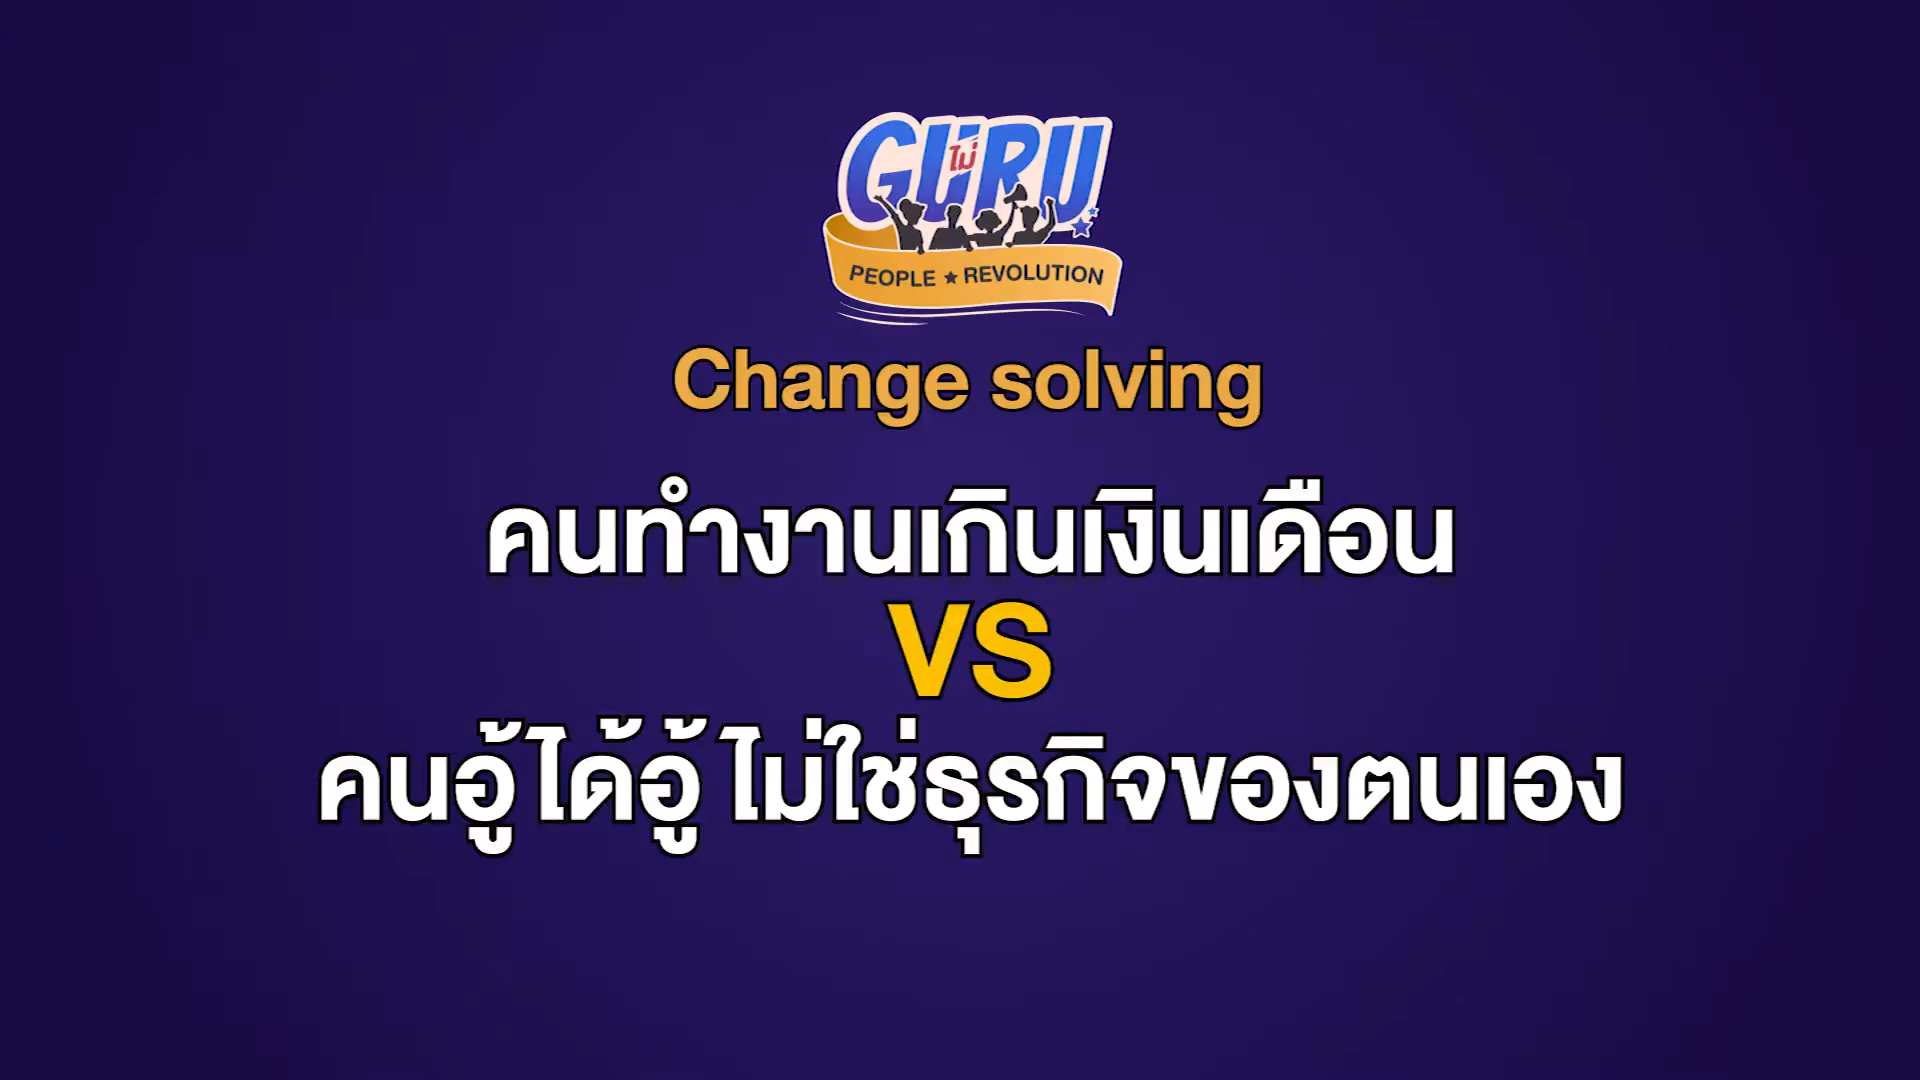 GURU
ไม่
PEOPLE ★ REVOLUTION
Change solving
คนทำงานเกินเงินเดือน
VS
คนอู้ได้อู้ ไม่ใช่ธุรกิจของตนเอง